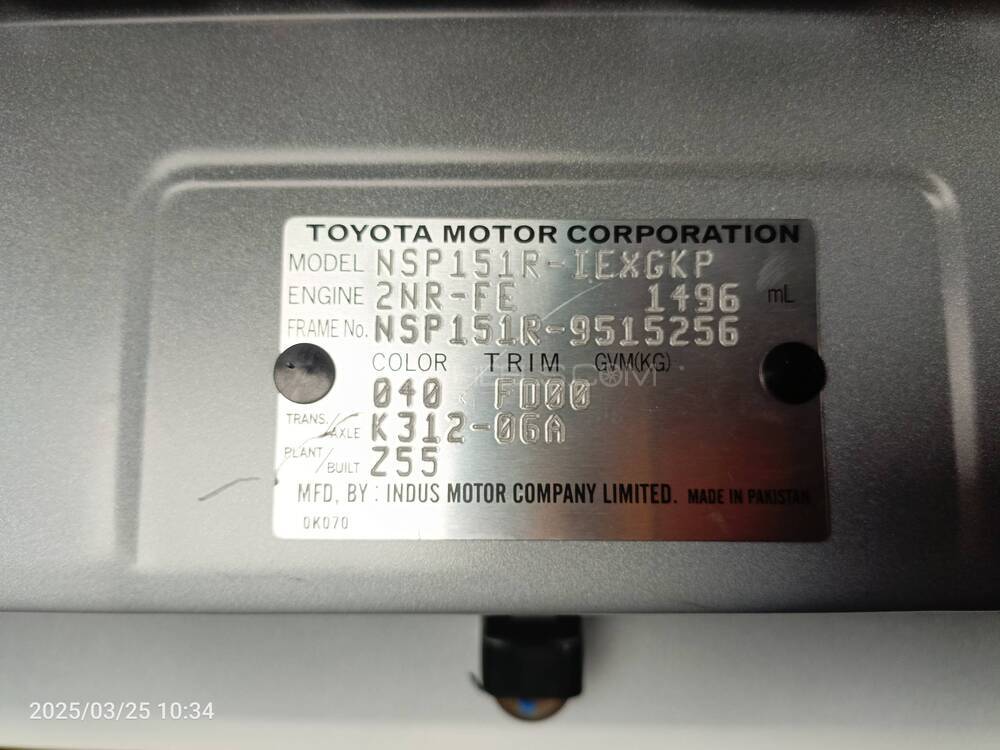 TOYOTA MOTOR CORPORATION
MODEL NSP151R-IEXGKP
ENGINE 2NR-FE 1496 mL
FRAME No. NSP151R-9515256
COLOR TRIM GVM(KG)
040 FD00
TRANS./AXLE K312-06A
PLANT/BUILT Z55
MFD, BY : INDUS MOTOR COMPANY LIMITED. MADE IN PAKISTAN
0K070
2025/03/25 10:34